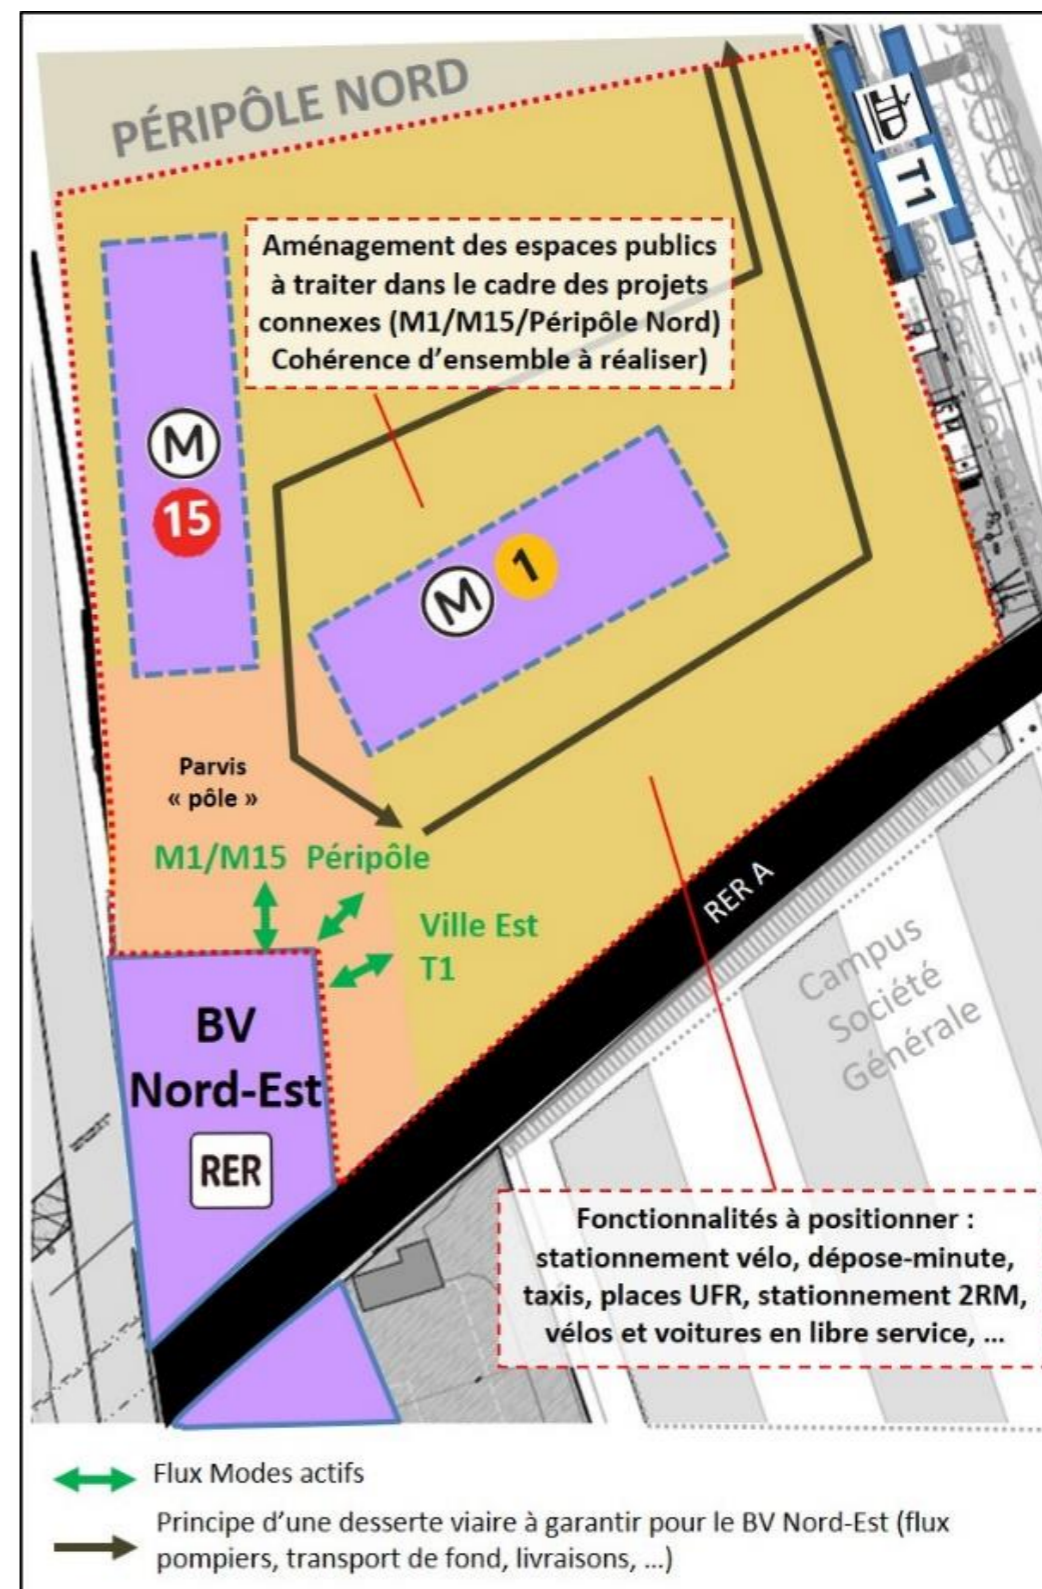 PÉRIPÔLE NORD
T1
Aménagement des espaces publics
à traiter dans le cadre des projets
connexes (M1/M15/Péripôle Nord)
Cohérence d'ensemble à réaliser)
M
15
M
1
Parvis
« pôle »
M1/M15 Péripôle
Ville Est
T1
RER A
Campus
Société
Générale
BV
Nord-Est
RER
Fonctionnalités à positionner :
stationnement vélo, dépose-minute,
taxis, places UFR, stationnement 2RM,
vélos et voitures en libre service, ...
Flux Modes actifs
Principe d'une desserte viaire à garantir pour le BV Nord-Est (flux
pompiers, transport de fond, livraisons, ...)